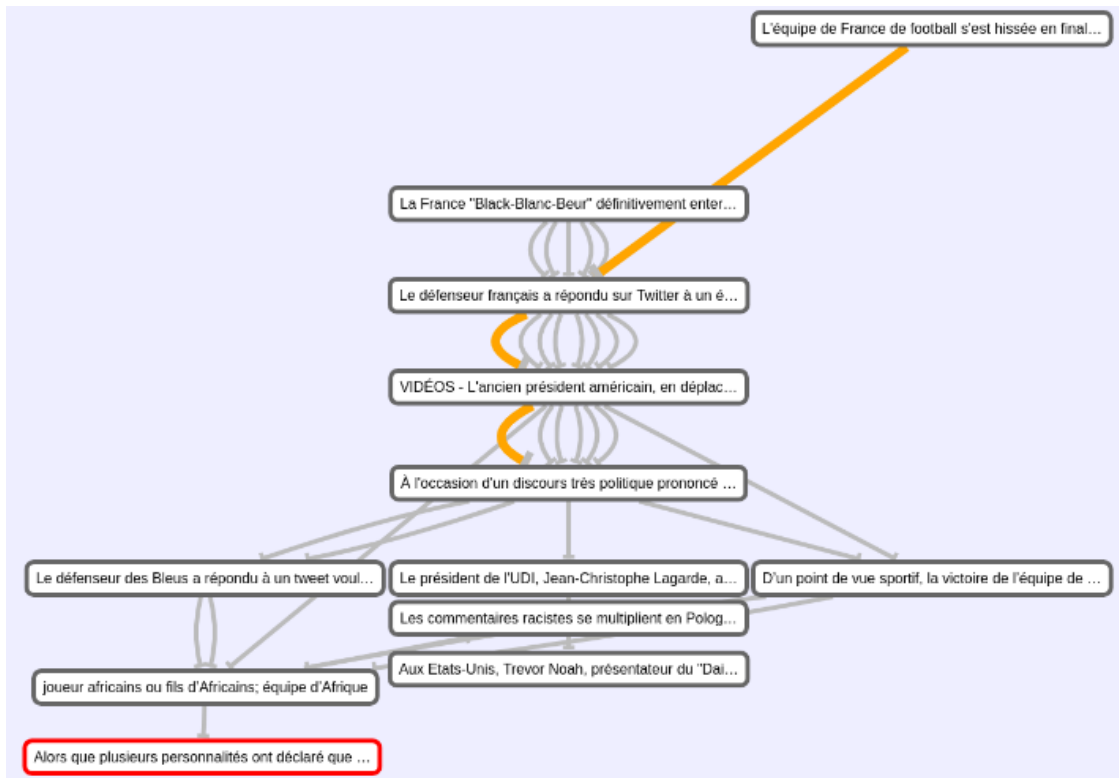 L'équipe de France de football s'est hissée en final…
La France "Black-Blanc-Beur" définitivement enter…
Le défenseur français a répondu sur Twitter à un é…
VIDÉOS - L'ancien président américain, en déplac…
À l'occasion d'un discours très politique prononcé …
Le défenseur des Bleus a répondu à un tweet voul…
Le président de l'UDI, Jean-Christophe Lagarde, a…
D'un point de vue sportif, la victoire de l'équipe de …
Les commentaires racistes se multiplient en Polog…
Aux Etats-Unis, Trevor Noah, présentateur du "Dai…
joueur africains ou fils d'Africains; équipe d'Afrique
Alors que plusieurs personnalités ont déclaré que …